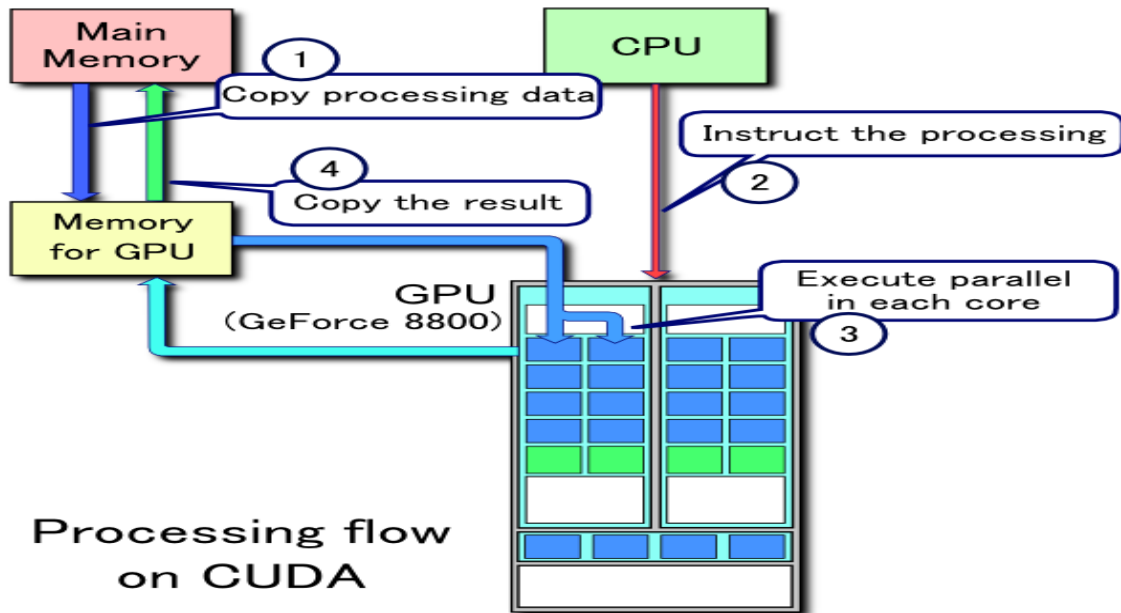 Main
Memory
CPU
1
Copy processing data
Instruct the processing
2
4
Copy the result
Memory
for GPU
GPU
(GeForce 8800)
Execute parallel
in each core
3
Processing flow
on CUDA